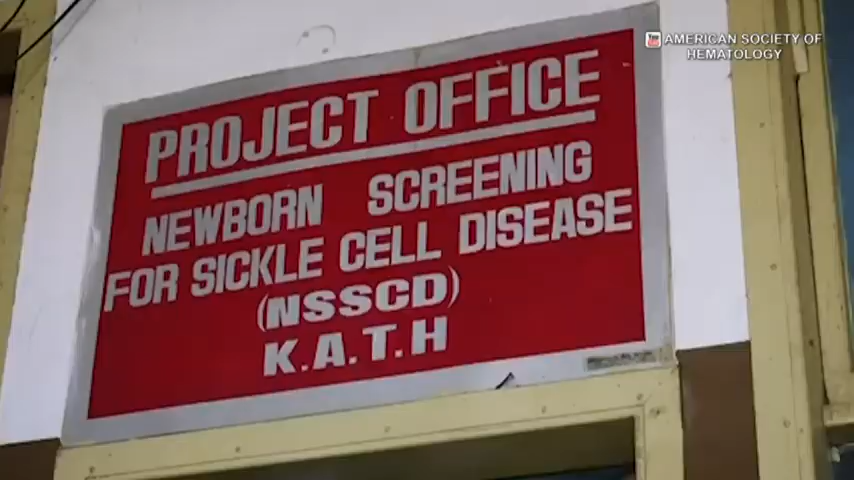 AMERICAN SOCIETY OF
HEMATOLOGY
PROJECT OFFICE
NEWBORN SCREENING
FOR SICKLE CELL DISEASE
(NSSCD)
K.A.T.H